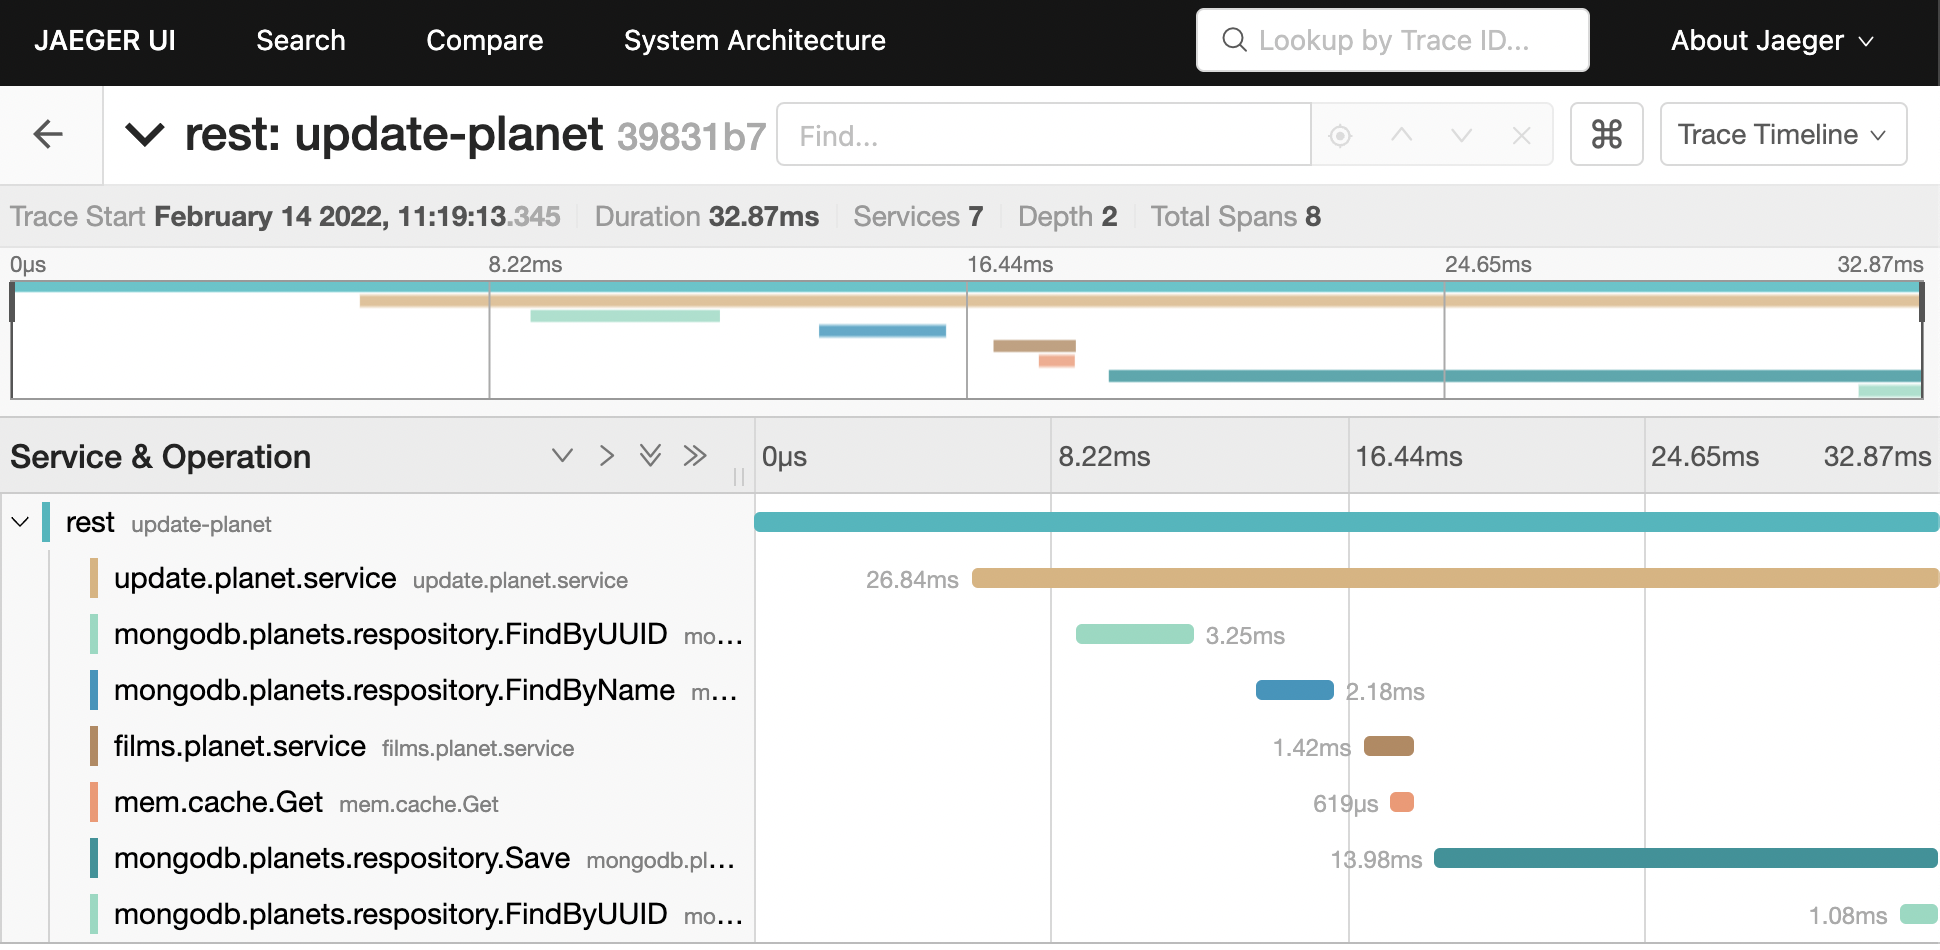 JAEGER UI Search Compare System Architecture Lookup by Trace ID... About Jaeger
rest: update-planet 39831b7 Find... ⌘ Trace Timeline
Trace Start February 14 2022, 11:19:13.345 Duration 32.87ms Services 7 Depth 2 Total Spans 8
0μs 8.22ms 16.44ms 24.65ms 32.87ms
Service & Operation 0μs 8.22ms 16.44ms 24.65ms 32.87ms
rest update-planet
update.planet.service update.planet.service 26.84ms
mongodb.planets.respository.FindByUUID mo... 3.25ms
mongodb.planets.respository.FindByName m... 2.18ms
films.planet.service films.planet.service 1.42ms
mem.cache.Get mem.cache.Get 619μs
mongodb.planets.respository.Save mongodb.pl... 13.98ms
mongodb.planets.respository.FindByUUID mo... 1.08ms